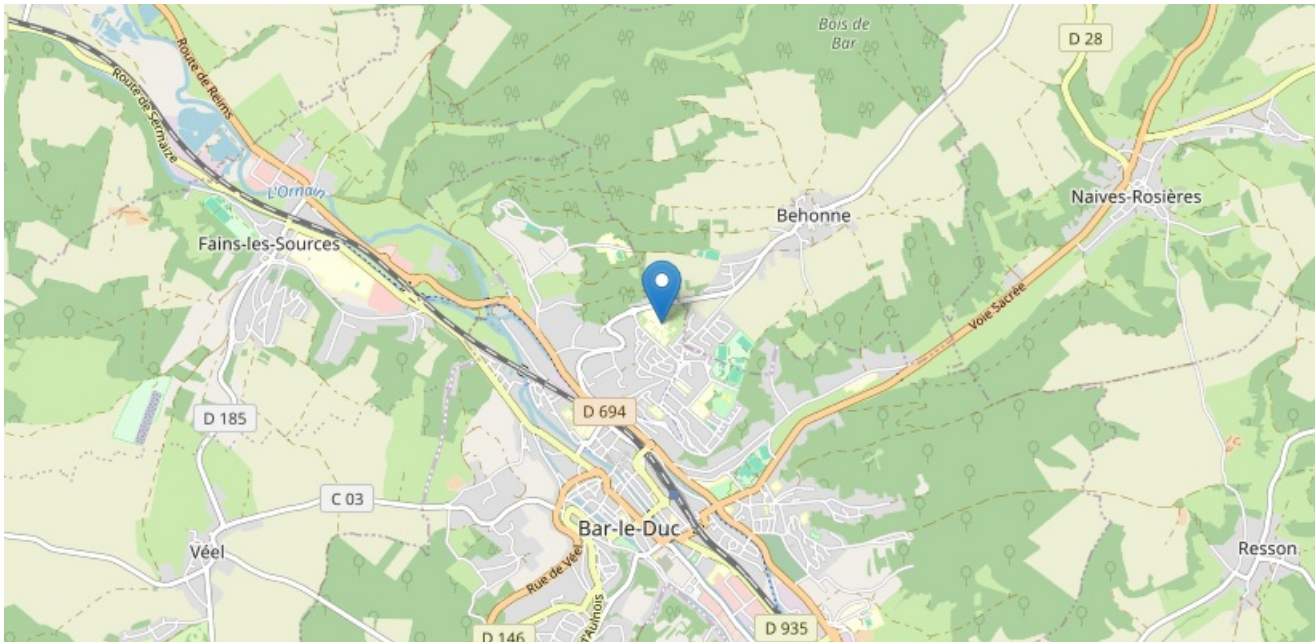 Bois de
Bar
D 28
Route de Reims
Route de Sermaize
L'Ornain
Naives-Rosières
Behonne
Fains-les-Sources
Voie Sacrée
D 185
D 694
C 03
Bar-le-Duc
Véel
Resson
Rue de Véel
d'Aulnois
D 146
D 935